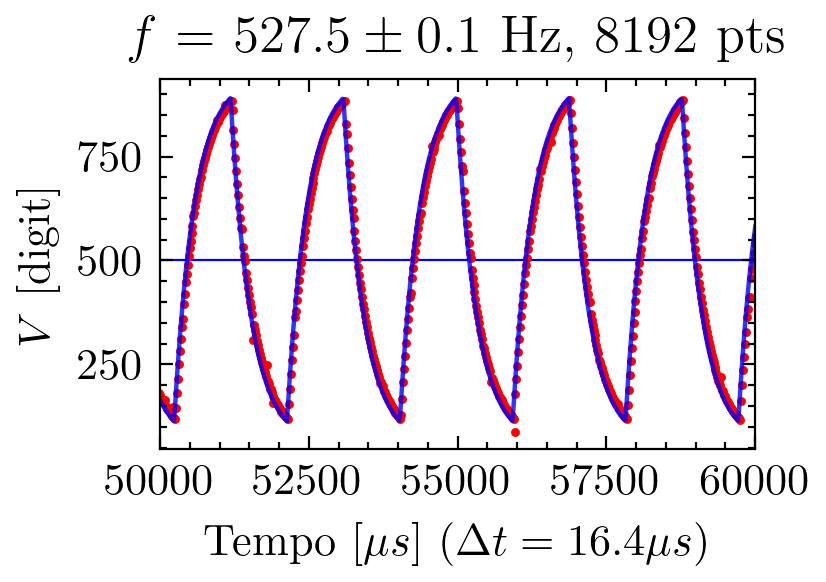 f = 527.5 ± 0.1 Hz, 8192 pts
750
500
250
V [digit]
50000 52500 55000 57500 60000
Tempo [μs] (Δt = 16.4μs)